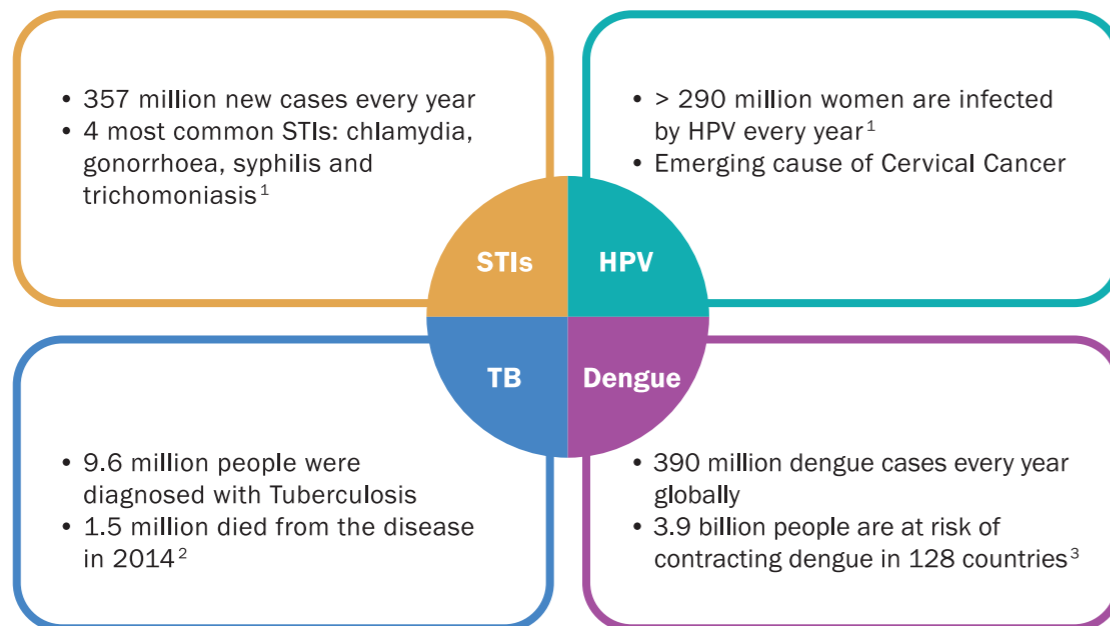 • 357 million new cases every year
• 4 most common STIs: chlamydia,
gonorrhoea, syphilis and
trichomoniasis¹
• > 290 million women are infected
by HPV every year¹
• Emerging cause of Cervical Cancer
STIs
HPV
TB
Dengue
• 9.6 million people were
diagnosed with Tuberculosis
• 1.5 million died from the disease
in 2014²
• 390 million dengue cases every year
globally
• 3.9 billion people are at risk of
contracting dengue in 128 countries³